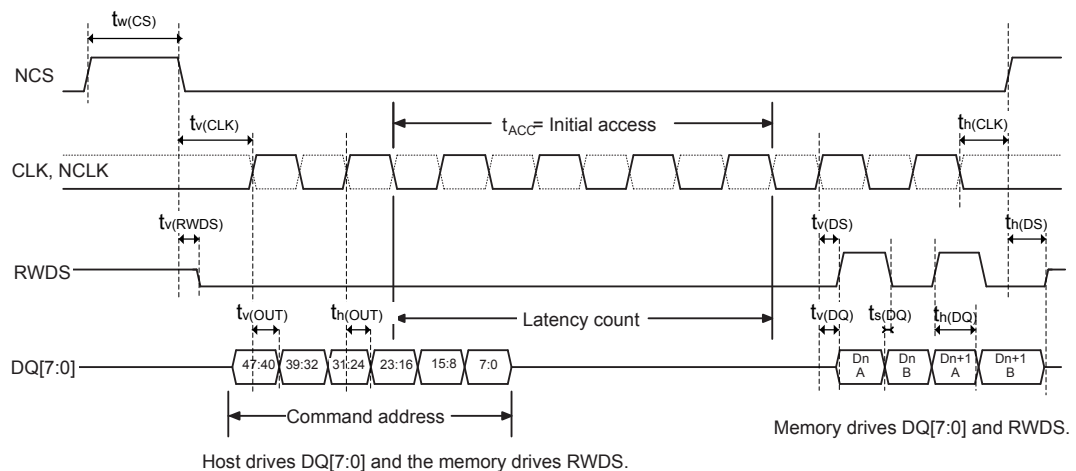 tw(CS)
NCS
tv(CLK)
tACC= Initial access
th(CLK)
CLK, NCLK
tv(RWDS)
tv(DS)
th(DS)
RWDS
tv(OUT)
th(OUT)
Latency count
tv(DQ)
ts(DQ)
th(DQ)
DQ[7:0]
47:40
39:32
31:24
23:16
15:8
7:0
Dn
A
Dn
B
Dn+1
A
Dn+1
B
Command address
Memory drives DQ[7:0] and RWDS.
Host drives DQ[7:0] and the memory drives RWDS.